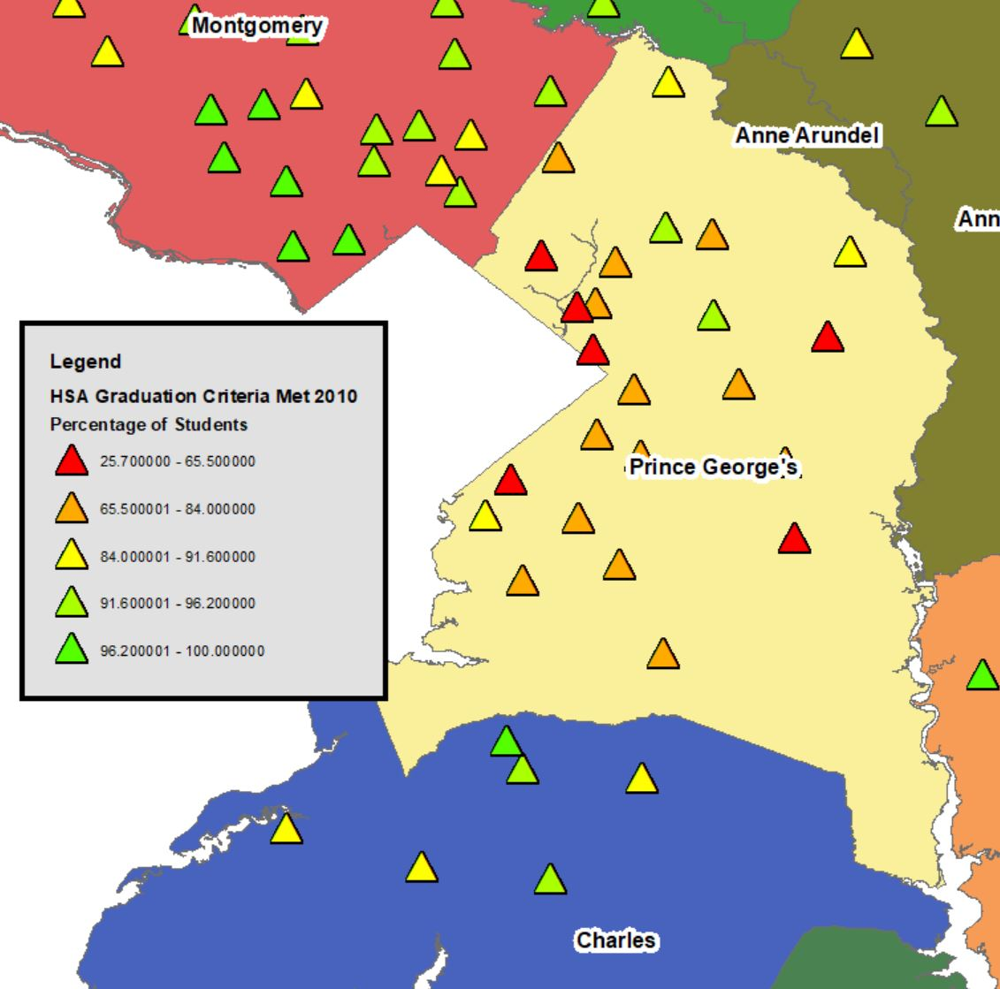 Montgomery
Anne Arundel
Ann
Legend
HSA Graduation Criteria Met 2010
Percentage of Students
25.700000 - 65.500000
65.500001 - 84.000000
84.000001 - 91.600000
91.600001 - 96.200000
96.200001 - 100.000000
Prince George's
Charles